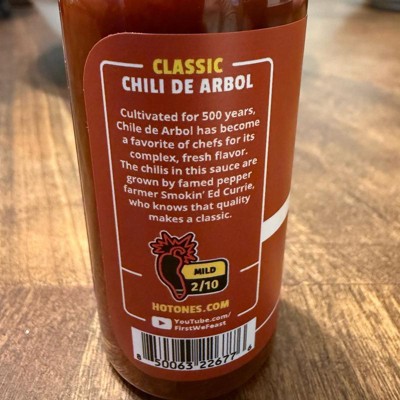 CLASSIC
CHILI DE ARBOL
Cultivated for 500 years,
Chile de Arbol has become
a favorite of chefs for its
complex, fresh flavor.
The chilis in this sauce are
grown by famed pepper
farmer Smokin' Ed Currie,
who knows that quality
makes a classic.
MILD
2/10
HOTONES.COM
YouTube.com/
FirstWeFeast
8 50063 22677 8